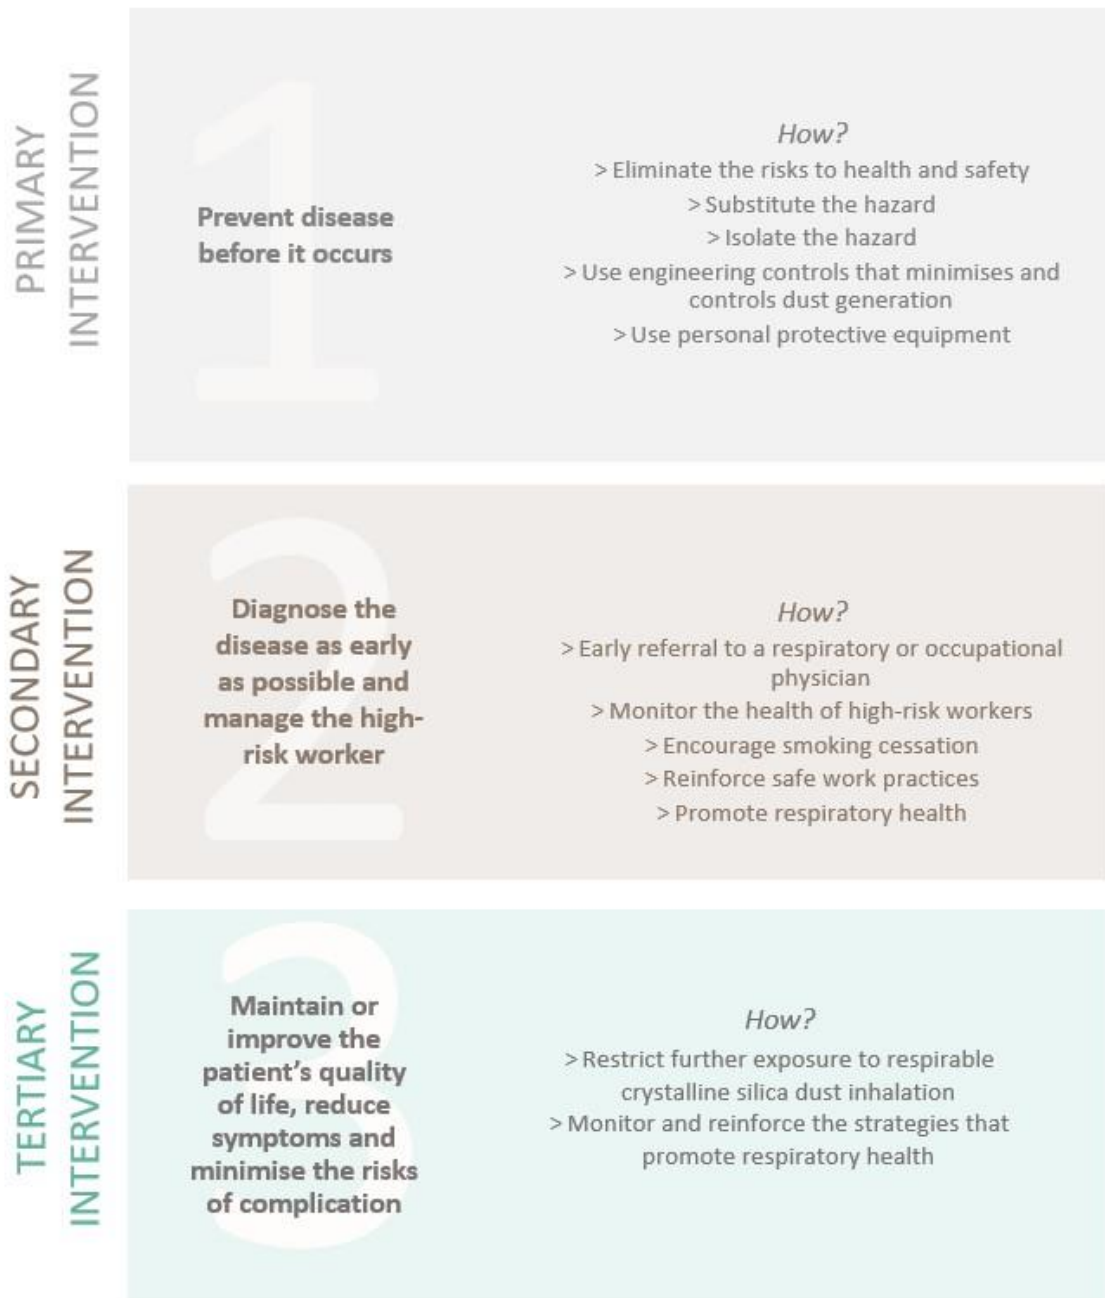 PRIMARY
INTERVENTION
1
Prevent disease
before it occurs
How?
> Eliminate the risks to health and safety
> Substitute the hazard
> Isolate the hazard
> Use engineering controls that minimises and
controls dust generation
> Use personal protective equipment
SECONDARY
INTERVENTION
2
Diagnose the
disease as early
as possible and
manage the high-
risk worker
How?
> Early referral to a respiratory or occupational
physician
> Monitor the health of high-risk workers
> Encourage smoking cessation
> Reinforce safe work practices
> Promote respiratory health
TERTIARY
INTERVENTION
3
Maintain or
improve the
patient's quality
of life, reduce
symptoms and
minimise the risks
of complication
How?
> Restrict further exposure to respirable
crystalline silica dust inhalation
> Monitor and reinforce the strategies that
promote respiratory health